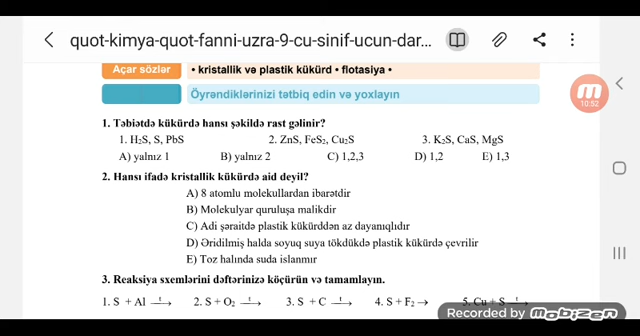 quot-kimya-quot-fanni-uzra-9-cu-sinif-ucun-dar...
Açar sözlər
• kristallik və plastik kükürd • flotasiya •
Öyrəndiklərinizi tətbiq edin və yoxlayın
10:52
1. Təbiətdə kükürdə hansı şəkildə rast gəlinir?
1. H₂S, S, PbS 2. ZnS, FeS₂, Cu₂S 3. K₂S, CaS, MgS
A) yalnız 1 B) yalnız 2 C) 1,2,3 D) 1,2 E) 1,3
2. Hansı ifadə kristallik kükürdə aid deyil?
A) 8 atomlu molekullardan ibarətdir
B) Molekulyar quruluşa malikdir
C) Adi şəraitdə plastik kükürddən az dayanıqlıdır
D) Əridilmiş halda soyuq suya tökdükdə plastik kükürdə çevrilir
E) Toz halında suda islanmır
3. Reaksiya sxemlərini dəftərinizə köçürün və tamamlayın.
1. S + Al —t→ 2. S + O₂ —t→ 3. S + C —t→ 4. S + F₂ → 5. Cu + S —t→
Recorded by Mobizen